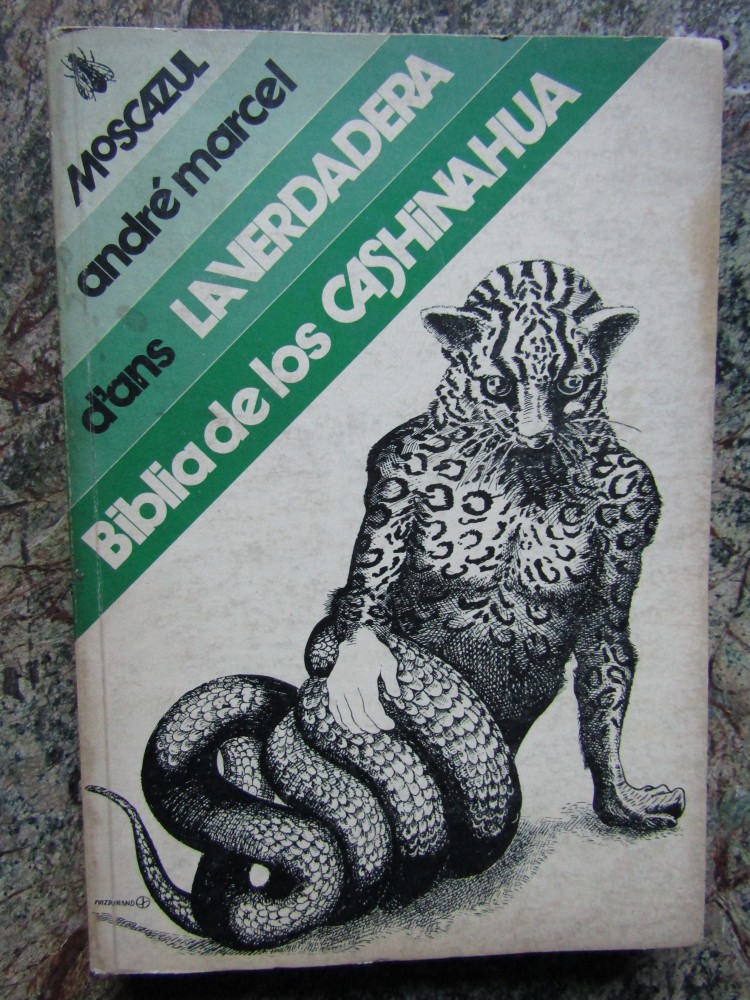 MOSCAZUL
andré marcel
d'ans
LA VERDADERA
Biblia de los CASHiNAHUA